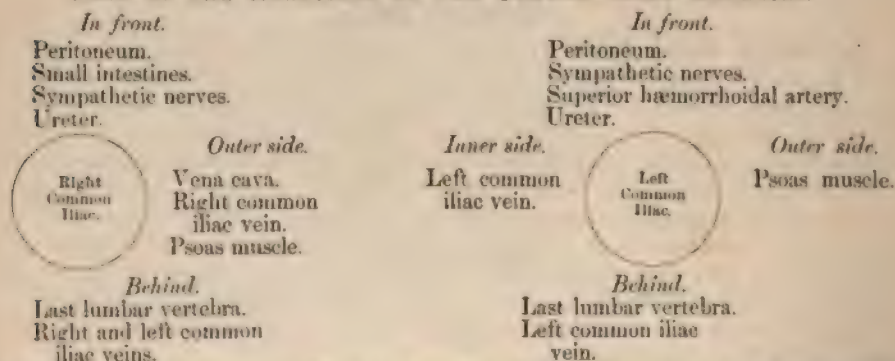 In front.
Peritoneum.
Small intestines.
Sympathetic nerves.
Ureter.
Outer side.
Right
Common
Iliac.
Vena cava.
Right common
iliac vein.
Psoas muscle.
Behind.
Last lumbar vertebra.
Right and left common
iliac veins.
In front.
Peritoneum.
Sympathetic nerves.
Superior hæmorrhoidal artery.
Ureter.
Inner side.
Left common
iliac vein.
Left
Common
Iliac.
Outer side.
Psoas muscle.
Behind.
Last lumbar vertebra.
Left common iliac
vein.